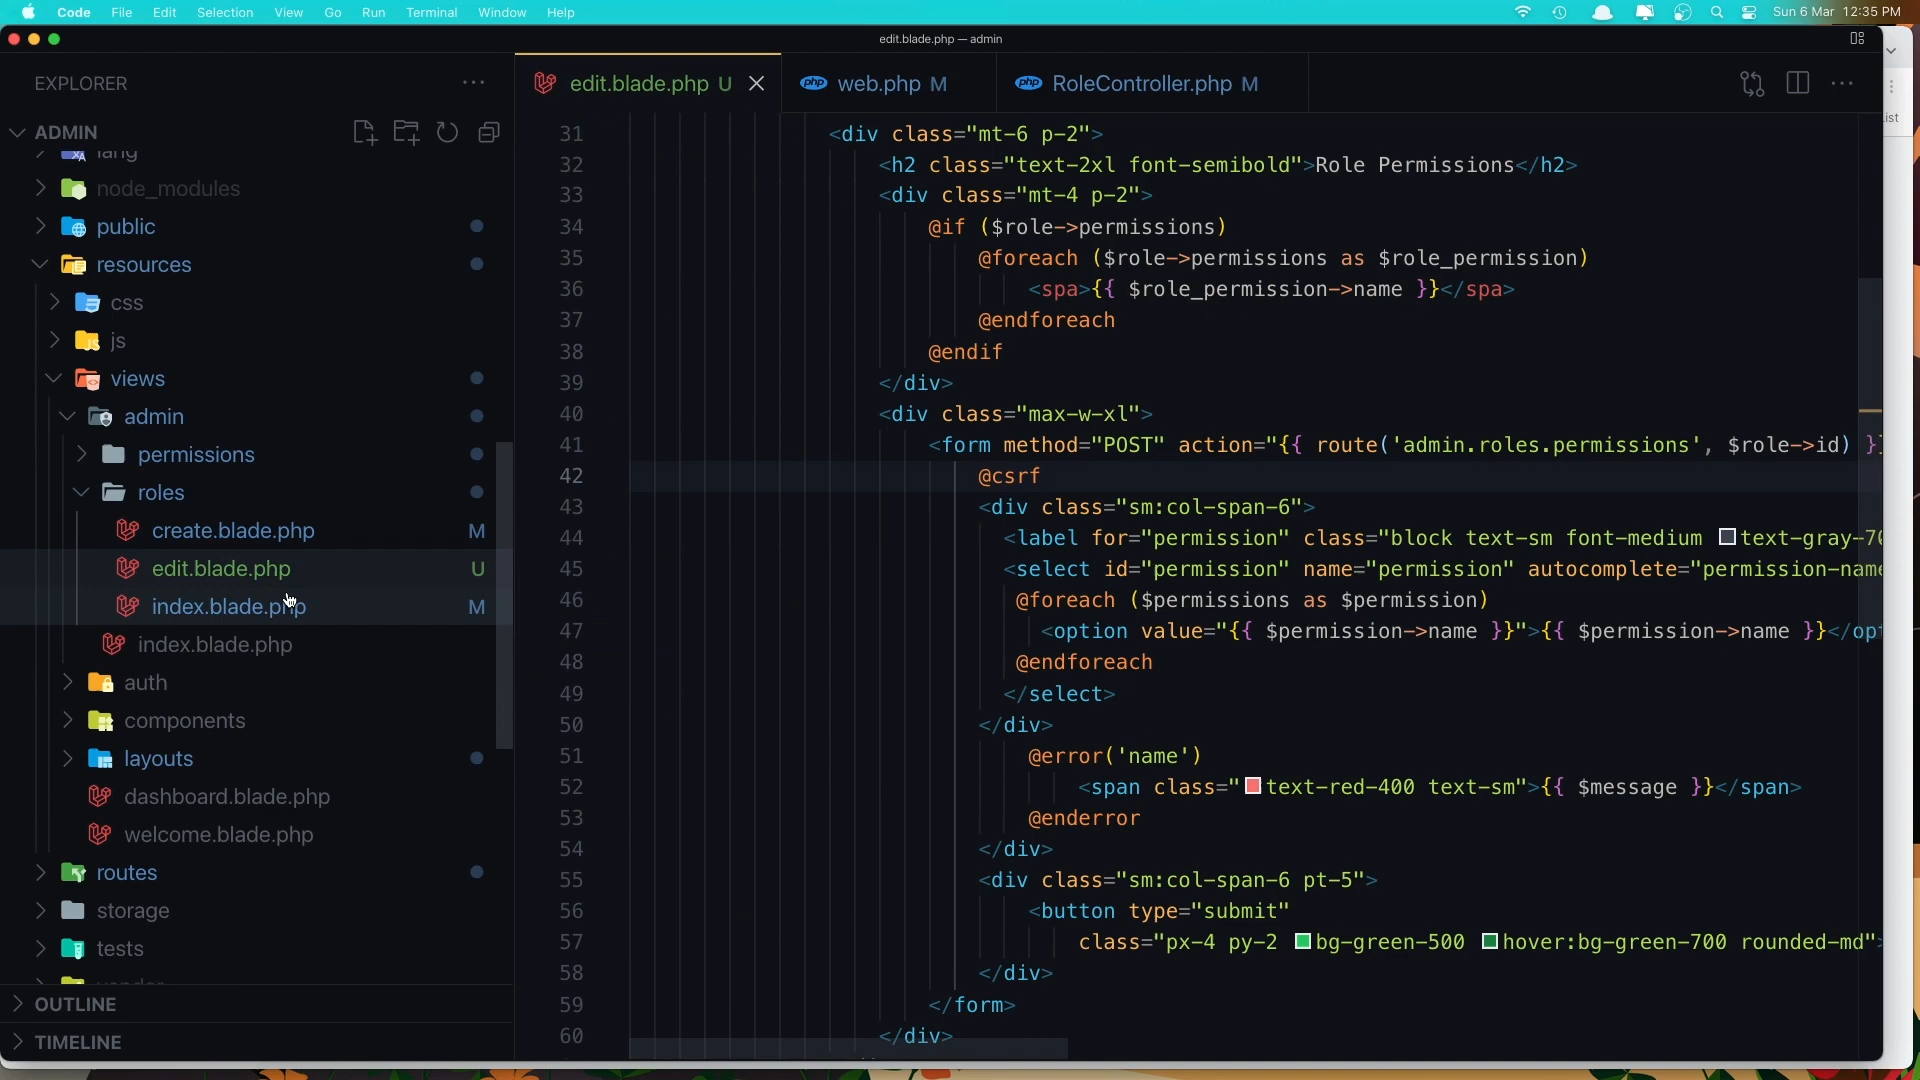 Code File Edit Selection View Go Run Terminal Window Help Sun 6 Mar 12:35 PM
edit.blade.php — admin
EXPLORER
edit.blade.php U
php web.php M
php RoleController.php M
ADMIN
lang
node_modules
public
resources
css
js
views
admin
permissions
roles
create.blade.php M
edit.blade.php U
index.blade.php M
index.blade.php
auth
components
layouts
dashboard.blade.php
welcome.blade.php
routes
storage
tests
OUTLINE
TIMELINE
31 <div class="mt-6 p-2">
32 <h2 class="text-2xl font-semibold">Role Permissions</h2>
33 <div class="mt-4 p-2">
34 @if ($role->permissions)
35 @foreach ($role->permissions as $role_permission)
36 <spa>{{ $role_permission->name }}</spa>
37 @endforeach
38 @endif
39 </div>
40 <div class="max-w-xl">
41 <form method="POST" action="{{ route('admin.roles.permissions', $role->id) }}
42 @csrf
43 <div class="sm:col-span-6">
44 <label for="permission" class="block text-sm font-medium text-gray-70
45 <select id="permission" name="permission" autocomplete="permission-name
46 @foreach ($permissions as $permission)
47 <option value="{{ $permission->name }}">{{ $permission->name }}</opt
48 @endforeach
49 </select>
50 </div>
51 @error('name')
52 <span class="text-red-400 text-sm">{{ $message }}</span>
53 @enderror
54 </div>
55 <div class="sm:col-span-6 pt-5">
56 <button type="submit"
57 class="px-4 py-2 bg-green-500 hover:bg-green-700 rounded-md">
58 </div>
59 </form>
60 </div>